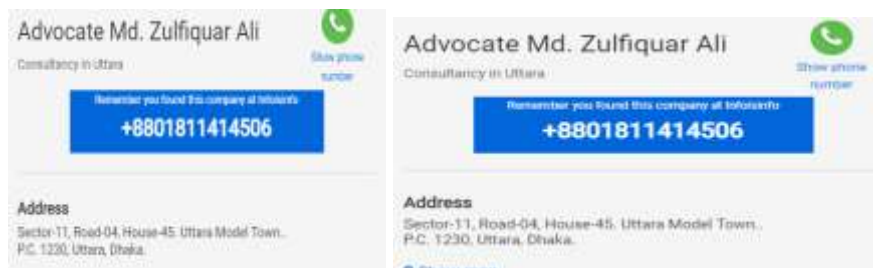 Advocate Md. Zulfiquar Ali
Consultancy in Uttara
Show phone
number
Remember you found this company at Infoisinfo
+8801811414506
Address
Sector-11, Road-04, House-45. Uttara Model Town..
P.C. 1230, Uttara, Dhaka.
Advocate Md. Zulfiquar Ali
Consultancy in Uttara
Show phone
number
Remember you found this company at Infoisinfo
+8801811414506
Address
Sector-11, Road-04, House-45. Uttara Model Town..
P.C. 1230, Uttara, Dhaka.